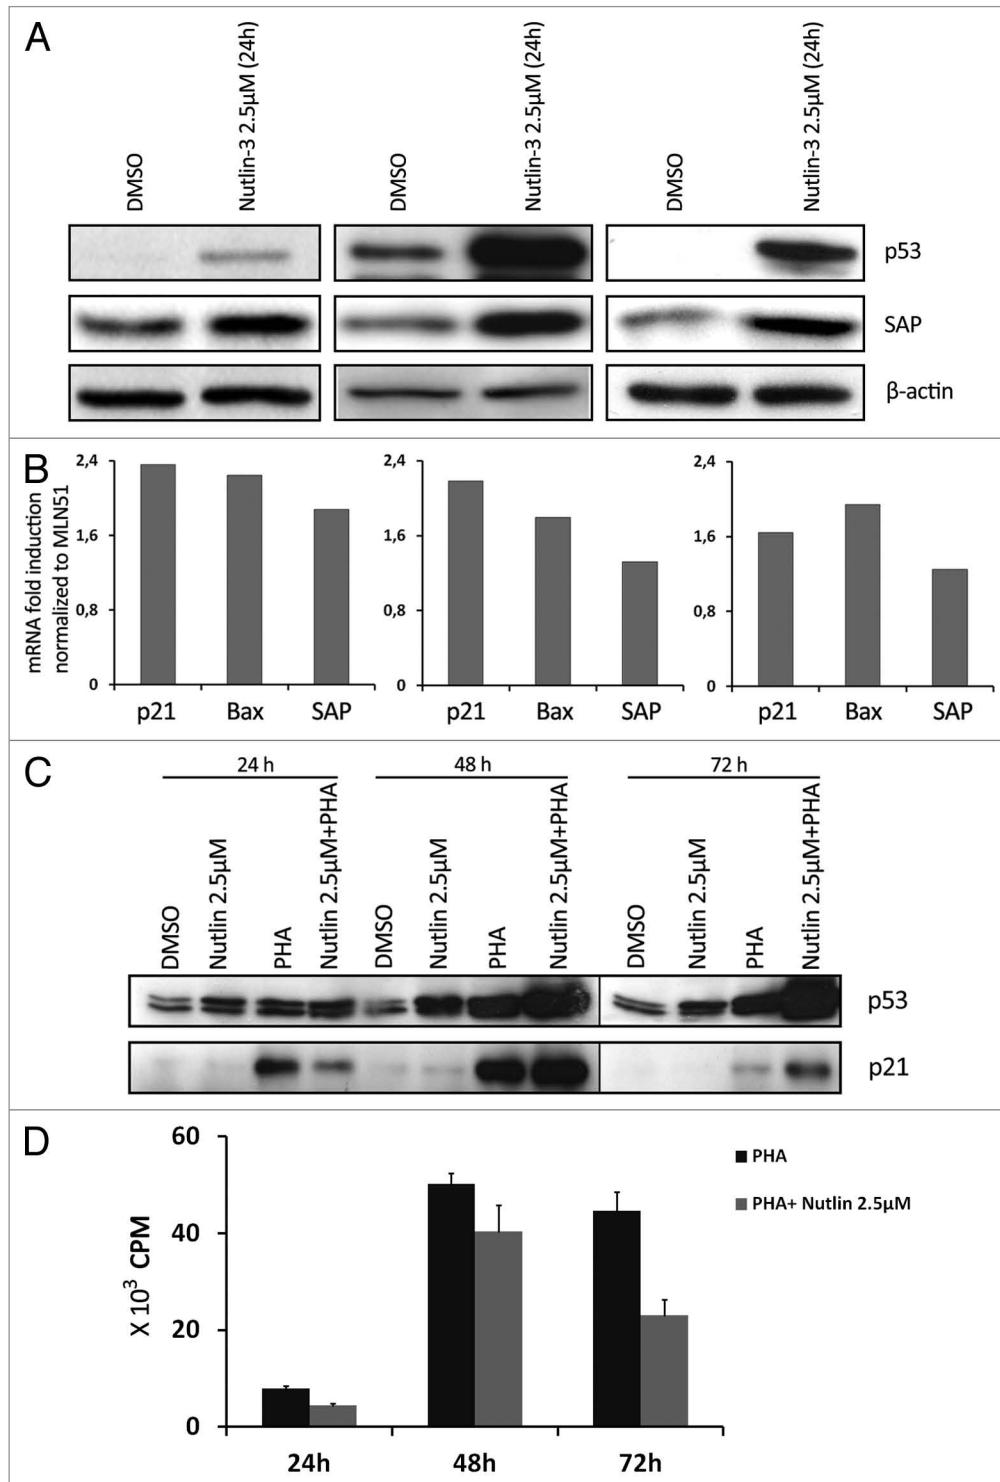 A
DMSO
Nutlin-3 2.5µM (24h)
DMSO
Nutlin-3 2.5µM (24h)
DMSO
Nutlin-3 2.5µM (24h)
p53
SAP
β-actin
B
mRNA fold induction
normalized to MLN51
2,4
1,6
0,8
0
p21 Bax SAP
2,4
1,6
0,8
0
p21 Bax SAP
2,4
1,6
0,8
0
p21 Bax SAP
C
24 h 48 h 72 h
DMSO
Nutlin 2.5µM
PHA
Nutlin 2.5µM+PHA
DMSO
Nutlin 2.5µM
PHA
Nutlin 2.5µM+PHA
DMSO
Nutlin 2.5µM
PHA
Nutlin 2.5µM+PHA
p53
p21
D
X 10³ CPM
60
40
20
0
24h 48h 72h
PHA
PHA+ Nutlin 2.5µM